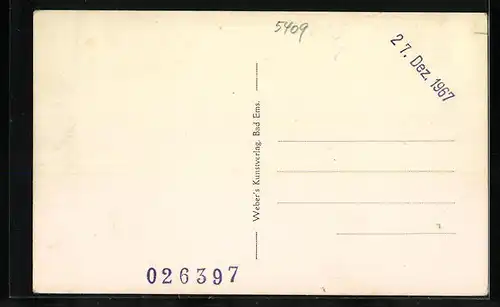 5409
27. Dez. 1967
Weber's Kunstverlag, Bad Ems.
026397